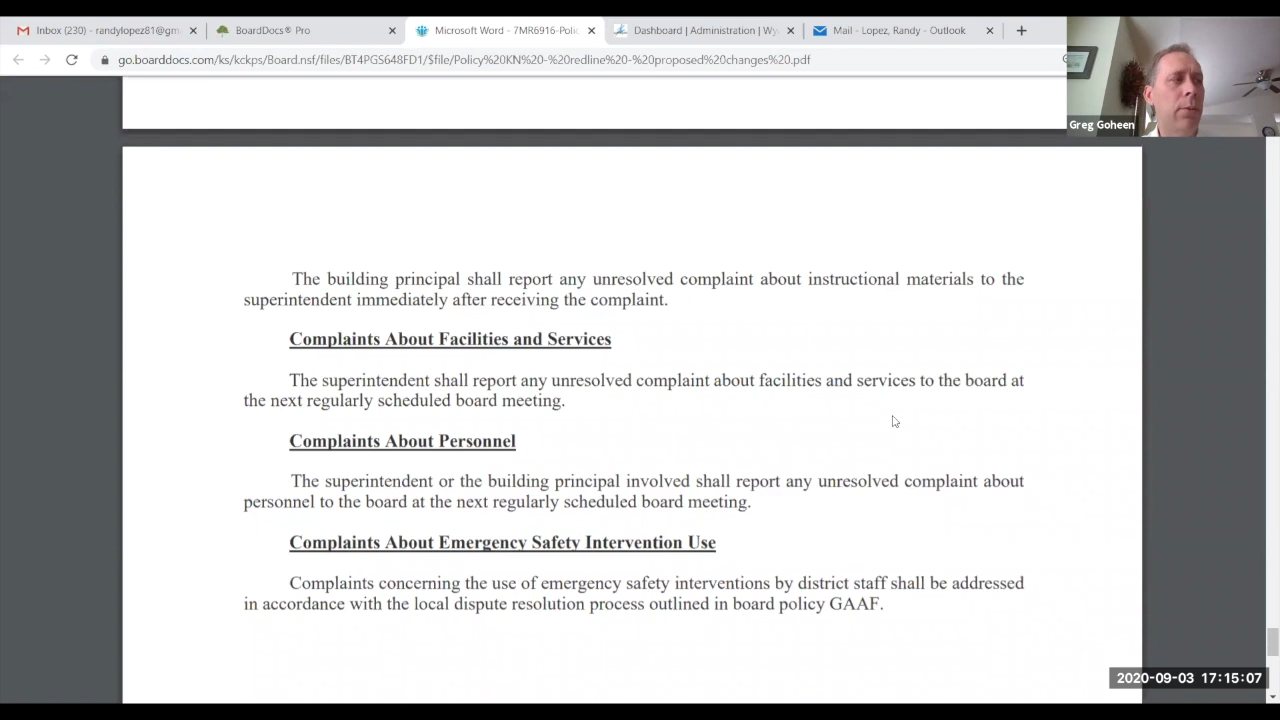 Inbox (230) - randylopez81@gm
BoardDocs® Pro
Microsoft Word - 7MR6916-Polic
Dashboard | Administration | Wy
Mail - Lopez, Randy - Outlook
go.boarddocs.com/ks/kckps/Board.nsf/files/
/$file/Policy%20KN%20-%20redline%20-%20proposed%20changes%20.pdf
Greg Goheen
The building principal shall report any unresolved complaint about instructional materials to the
superintendent immediately after receiving the complaint.
Complaints About Facilities and Services
The superintendent shall report any unresolved complaint about facilities and services to the board at
the next regularly scheduled board meeting.
Complaints About Personnel
The superintendent or the building principal involved shall report any unresolved complaint about
personnel to the board at the next regularly scheduled board meeting.
Complaints About Emergency Safety Intervention Use
Complaints concerning the use of emergency safety interventions by district staff shall be addressed
in accordance with the local dispute resolution process outlined in board policy GAAF.
2020-09-03 17:15:07